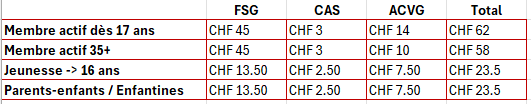 FSG CAS ACVG Total
Membre actif dès 17 ans CHF 45 CHF 3 CHF 14 CHF 62
Membre actif 35+ CHF 45 CHF 3 CHF 10 CHF 58
Jeunesse -> 16 ans CHF 13.50 CHF 2.50 CHF 7.50 CHF 23.5
Parents-enfants / Enfantines CHF 13.50 CHF 2.50 CHF 7.50 CHF 23.5